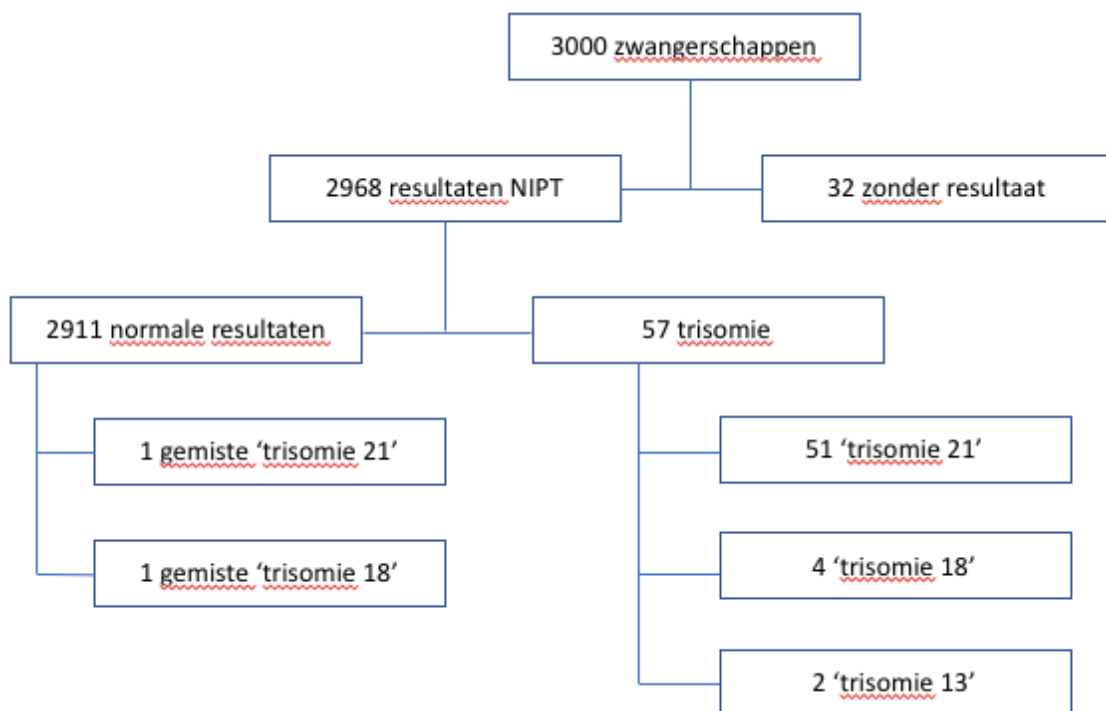 3000 zwangerschappen
2968 resultaten NIPT
32 zonder resultaat
2911 normale resultaten
57 trisomie
1 gemiste ‘trisomie 21’
51 ‘trisomie 21’
1 gemiste ‘trisomie 18’
4 ‘trisomie 18’
2 ‘trisomie 13’